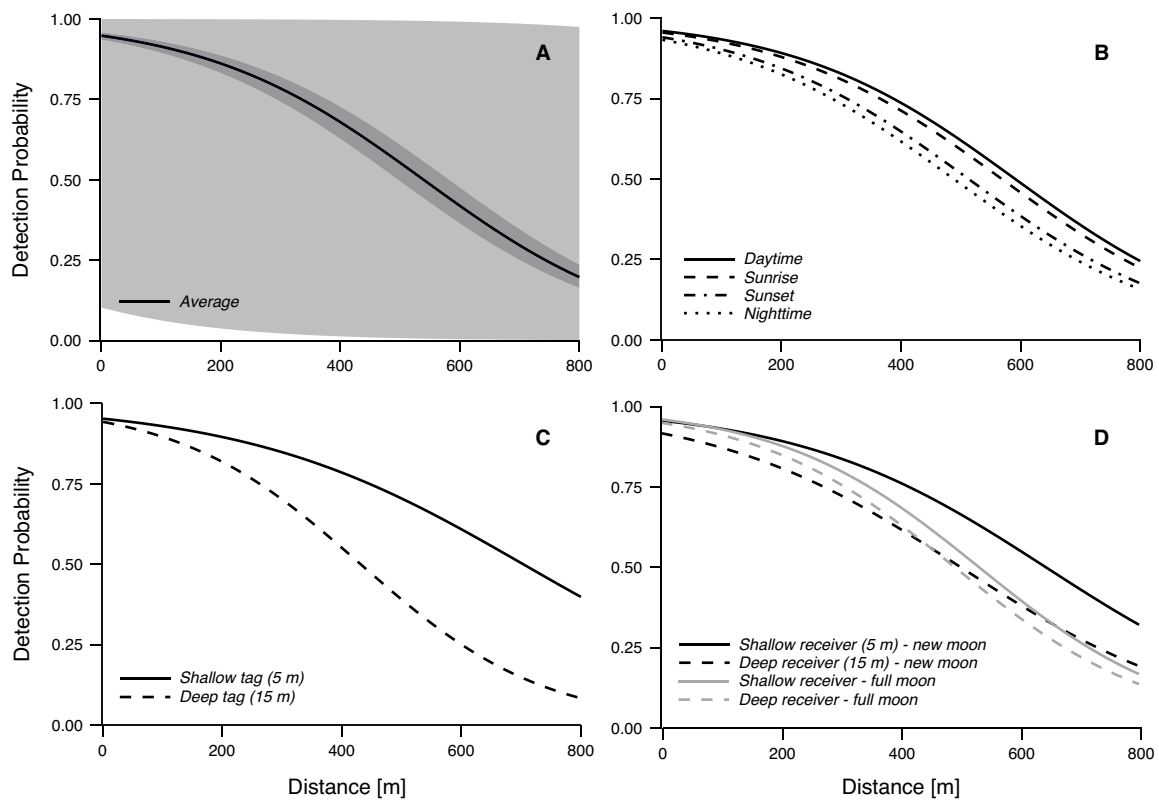 A
Detection Probability
1.00
0.75
0.50
0.25
0.00
Average
0 200 400 600 800
B
1.00
0.75
0.50
0.25
0.00
Daytime
Sunrise
Sunset
Nighttime
0 200 400 600 800
C
Detection Probability
1.00
0.75
0.50
0.25
0.00
Shallow tag (5 m)
Deep tag (15 m)
0 200 400 600 800
Distance [m]
D
1.00
0.75
0.50
0.25
0.00
Shallow receiver (5 m) - new moon
Deep receiver (15 m) - new moon
Shallow receiver - full moon
Deep receiver - full moon
0 200 400 600 800
Distance [m]